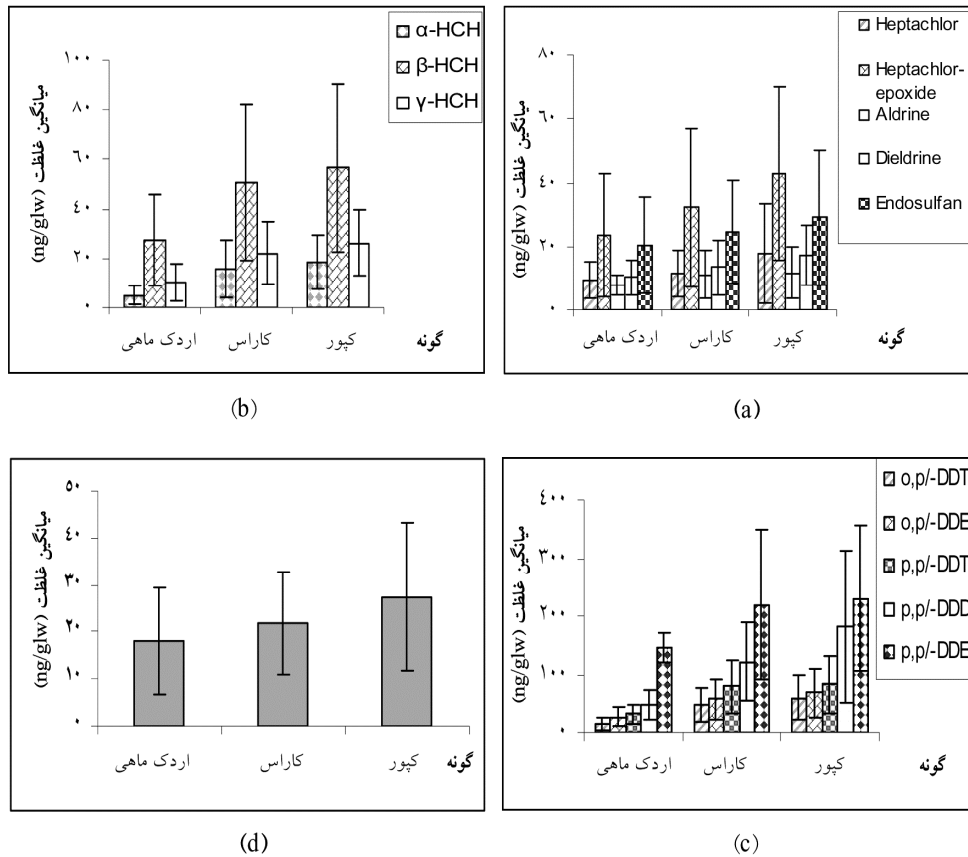 α-HCH
β-HCH
γ-HCH
۱۰۰
۸۰
۶۰
۴۰
۲۰
۰
میانگین غلظت (ng/glw)
اردک ماهی
کاراس
کپور
گونه
(b)
Heptachlor
Heptachlor-
epoxide
Aldrine
Dieldrine
Endosulfan
۸۰
۶۰
۴۰
۲۰
۰
میانگین غلظت (ng/glw)
اردک ماهی
کاراس
کپور
گونه
(a)
۵۰
۴۰
۳۰
۲۰
۱۰
۰
میانگین غلظت (ng/glw)
اردک ماهی
کاراس
کپور
گونه
(d)
o,p/-DDT
o,p/-DDE
p,p/-DDT
p,p/-DDD
p,p/-DDE
۴۰۰
۳۰۰
۲۰۰
۱۰۰
۰
میانگین غلظت (ng/glw)
اردک ماهی
کاراس
کپور
گونه
(c)